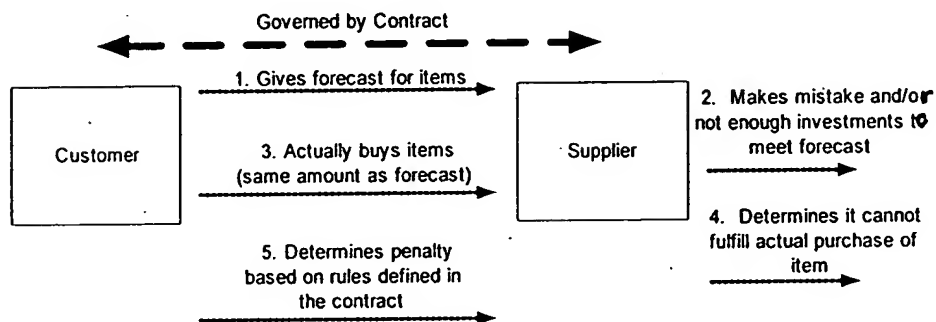 Governed by Contract
1. Gives forecast for items
Customer
3. Actually buys items
(same amount as forecast)
Supplier
2. Makes mistake and/or
not enough investments to
meet forecast
4. Determines it cannot
fulfill actual purchase of
item
5. Determines penalty
based on rules defined in
the contract